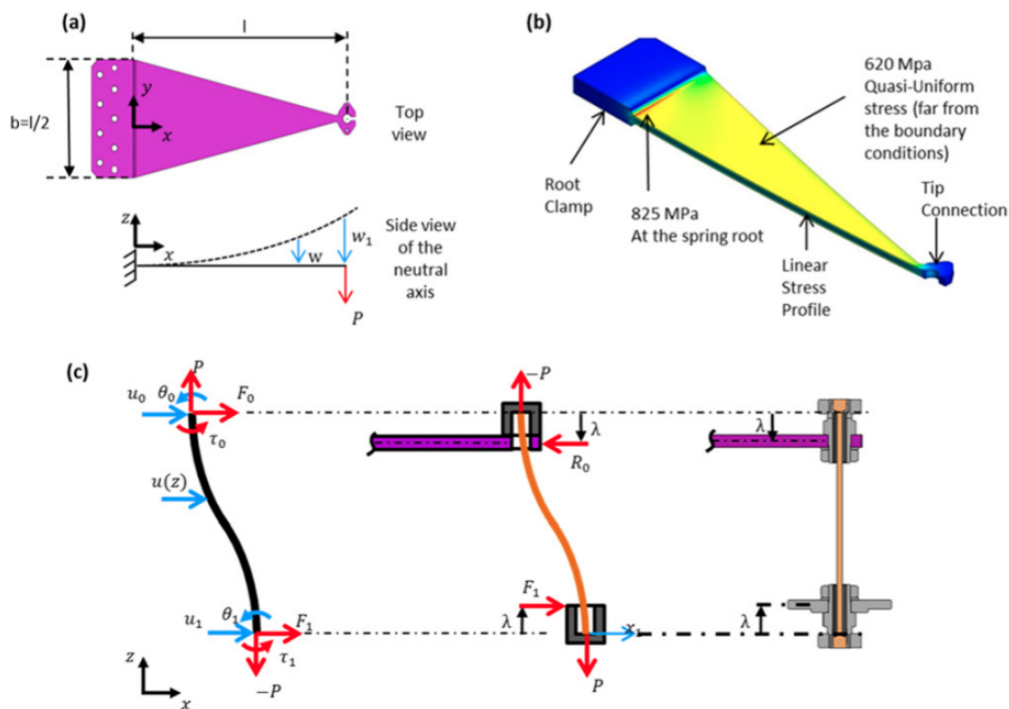 (a)
l
b=l/2
y
x
Top
view
z
x
w
w₁
P
Side view
of the
neutral
axis
(b)
620 Mpa
Quasi-Uniform
stress (far from
the boundary
conditions)
Root
Clamp
825 MPa
At the spring root
Linear
Stress
Profile
Tip
Connection
(c)
P
θ₀
u₀
F₀
τ₀
u(z)
θ₁
u₁
F₁
τ₁
-P
z
x
-P
λ
R₀
F₁
λ
x₁
P
λ
λ